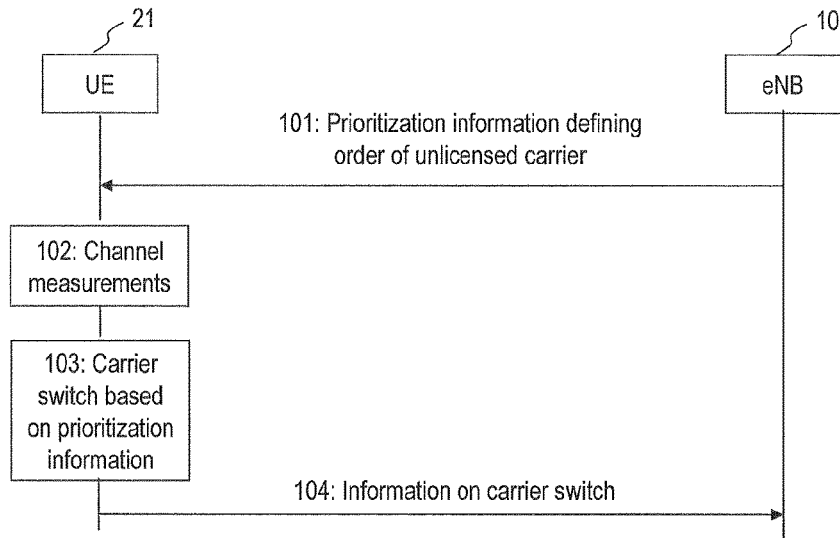 21
10
UE
eNB
101: Prioritization information defining
order of unlicensed carrier
102: Channel
measurements
103: Carrier
switch based
on prioritization
information
104: Information on carrier switch